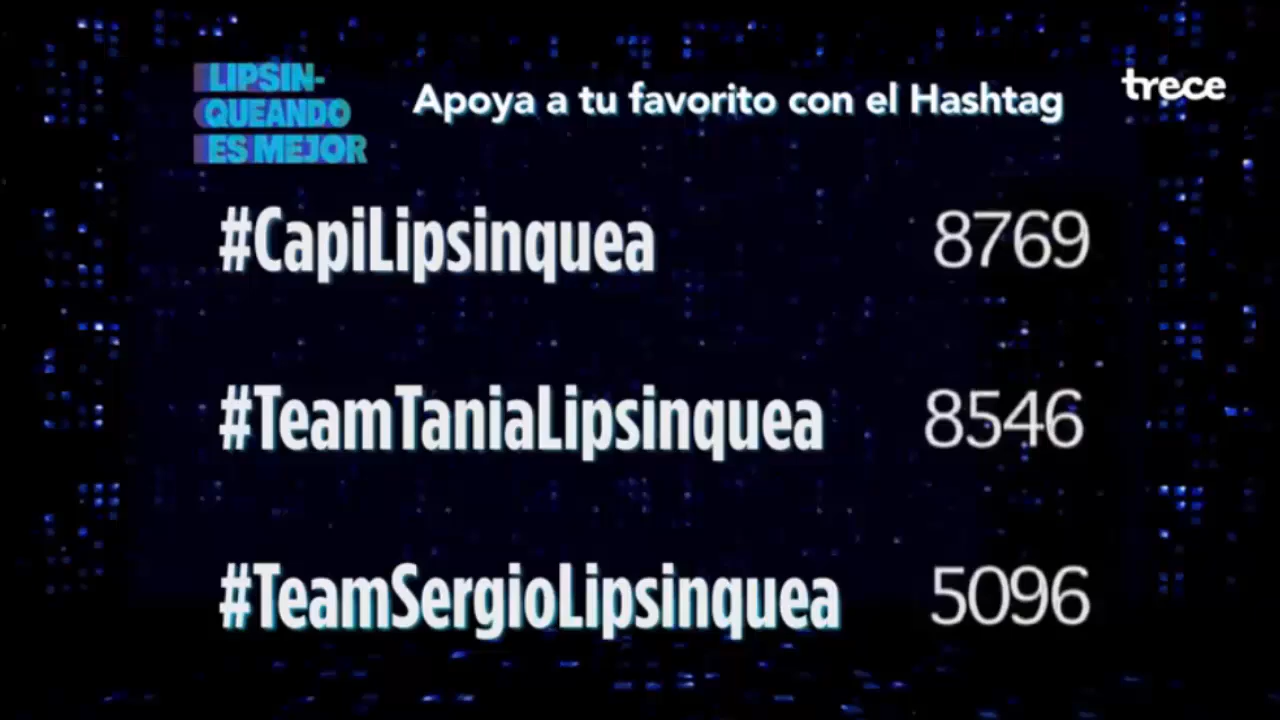 LIPSIN-
QUEANDO
ES MEJOR
Apoya a tu favorito con el Hashtag
trece
#CapiLipsinquea 8769
#TeamTaniaLipsinquea 8546
#TeamSergioLipsinquea 5096